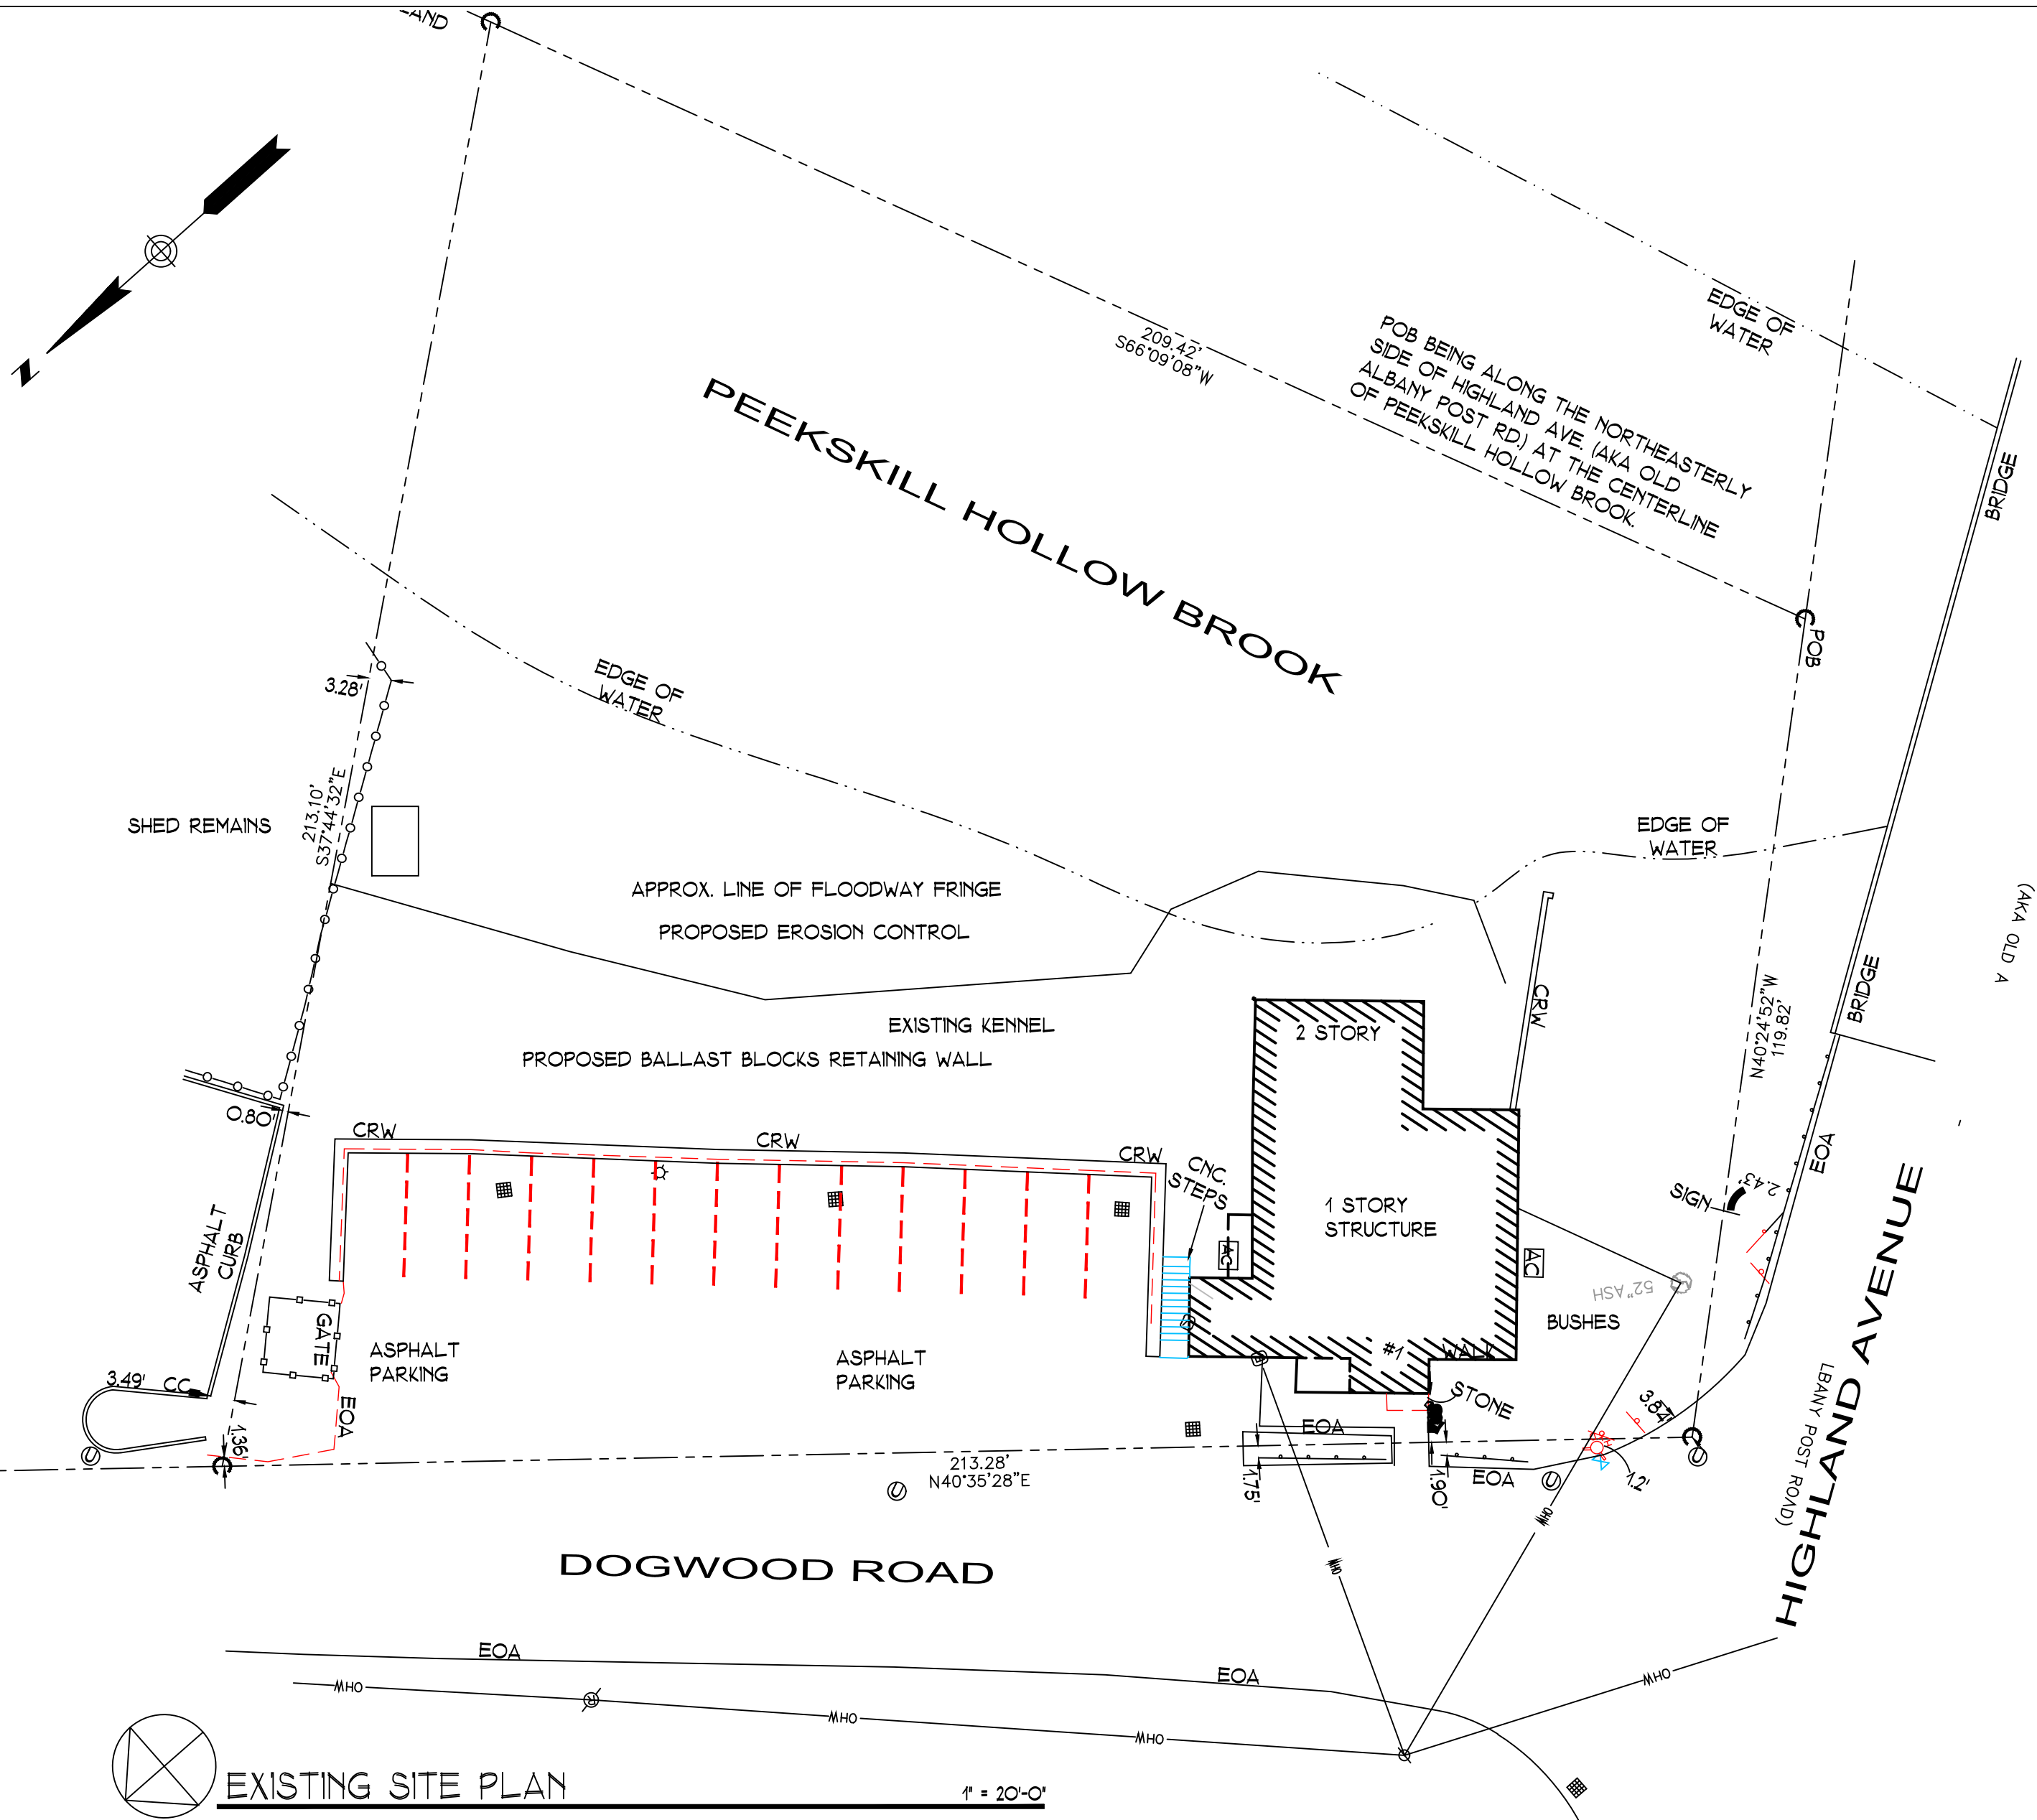 LAND
N
209.42'
S66°09'08"W
POB BEING ALONG THE NORTHEASTERLY
SIDE OF HIGHLAND AVE. (AKA OLD
ALBANY POST RD.) AT THE CENTERLINE
OF PEEKSKILL HOLLOW BROOK.
EDGE OF
WATER
BRIDGE
PEEKSKILL HOLLOW BROOK
POB
3.28'
EDGE OF
WATER
213.10'
S37°44'32"E
SHED REMAINS
EDGE OF
WATER
APPROX. LINE OF FLOODWAY FRINGE
PROPOSED EROSION CONTROL
(AKA OLD A
BRIDGE
N40°24'52"W
119.82'
CRW
EXISTING KENNEL
PROPOSED BALLAST BLOCKS RETAINING WALL
2 STORY
0.80'
CRW
CRW
CRW
CNC.
STEPS
EOA
2.43'
SIGN
1 STORY
STRUCTURE
ASPHALT
CURB
AC
AC
52" ASH
BUSHES
GATE
ASPHALT
PARKING
ASPHALT
PARKING
#1
WALK
3.49'
CC
STONE
3.84'
EOA
1.36'
EOA
HIGHLAND AVENUE
LBANY POST ROAD)
213.28'
N40°35'28"E
1.75'
1.90'
EOA
1.2'
OHW
OHW
DOGWOOD ROAD
EOA
EOA
OHW
R
OHW
OHW
OHW
EXISTING SITE PLAN
1" = 20'-0"